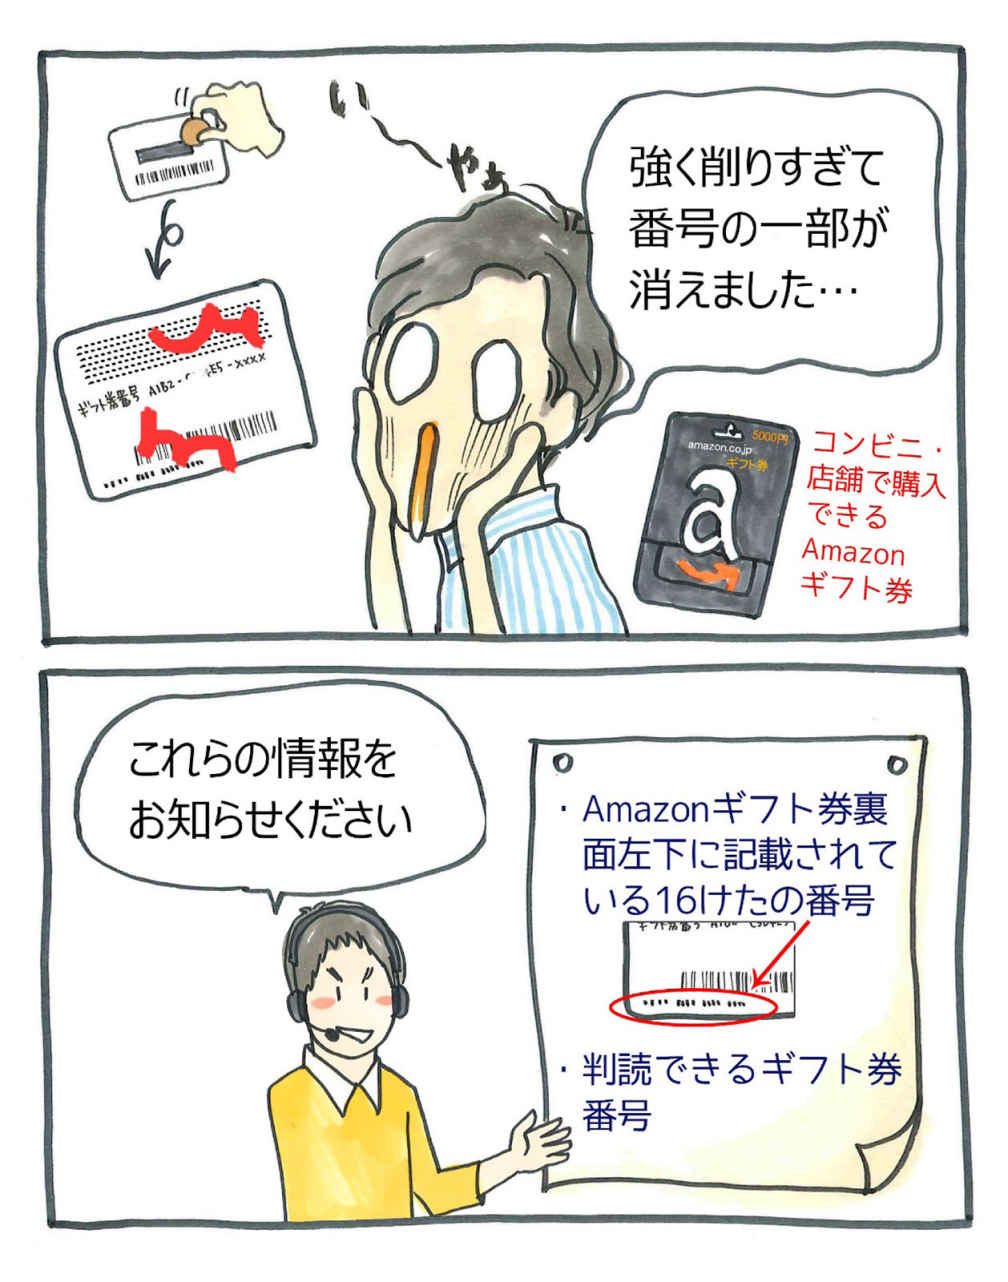 いやぁ
強く削りすぎて
番号の一部が
消えました…
ギフト券番号 A1B2- E5-xxxx
5000円
amazon.co.jp
ギフト券
a
コンビニ・
店舗で購入
できる
Amazon
ギフト券
これらの情報を
お知らせください
・Amazonギフト券裏
面左下に記載されて
いる16けたの番号
・判読できるギフト券
番号